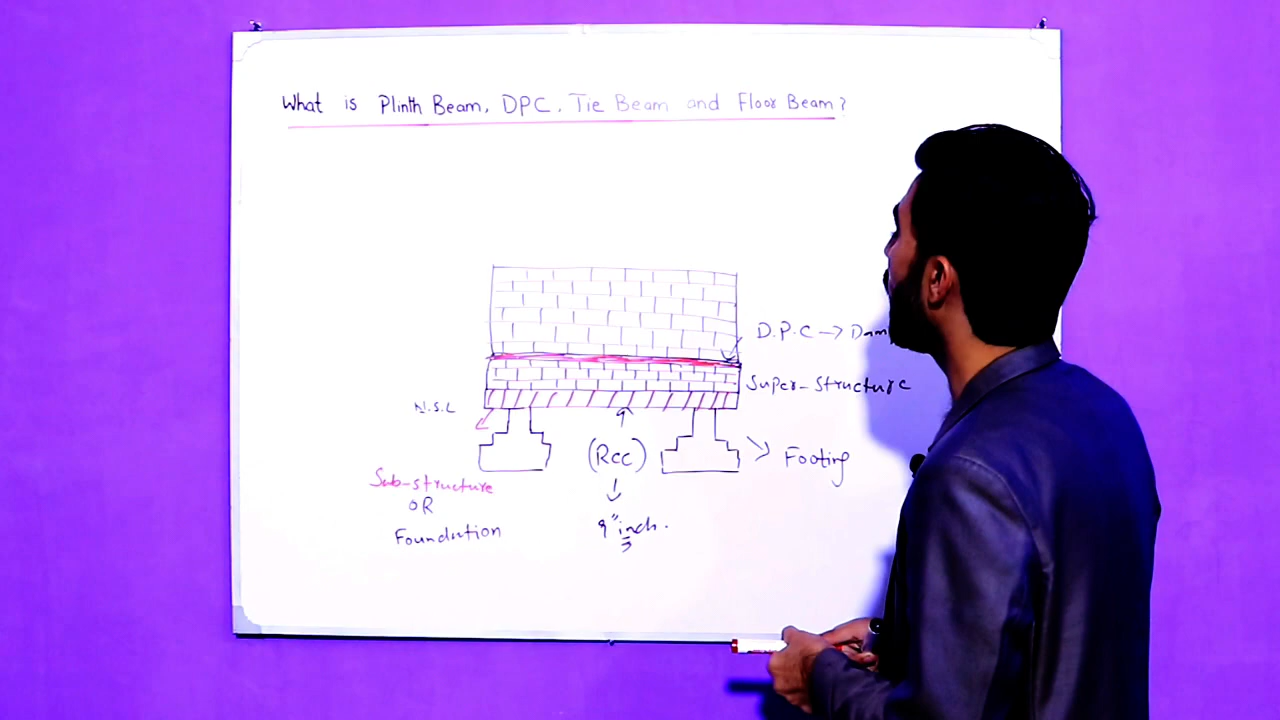 What is Plinth Beam, DPC, Tie Beam and Floor Beam?
D.P.C → Dam
Super-Structure
N.S.L
(RCC)
Footing
Sub-structure
OR
Foundation
9" inch.